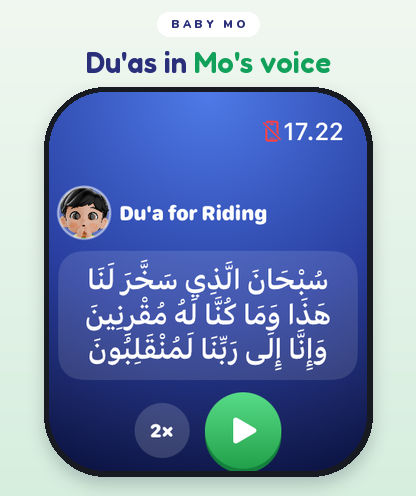 BABY MO
Du'as in Mo's voice
17.22
Du'a for Riding
سُبْحَانَ الَّذِي سَخَّرَ لَنَا
هَذَا وَمَا كُنَّا لَهُ مُقْرِنِينَ
وَإِنَّا إِلَى رَبِّنَا لَمُنْقَلِبُونَ
2×